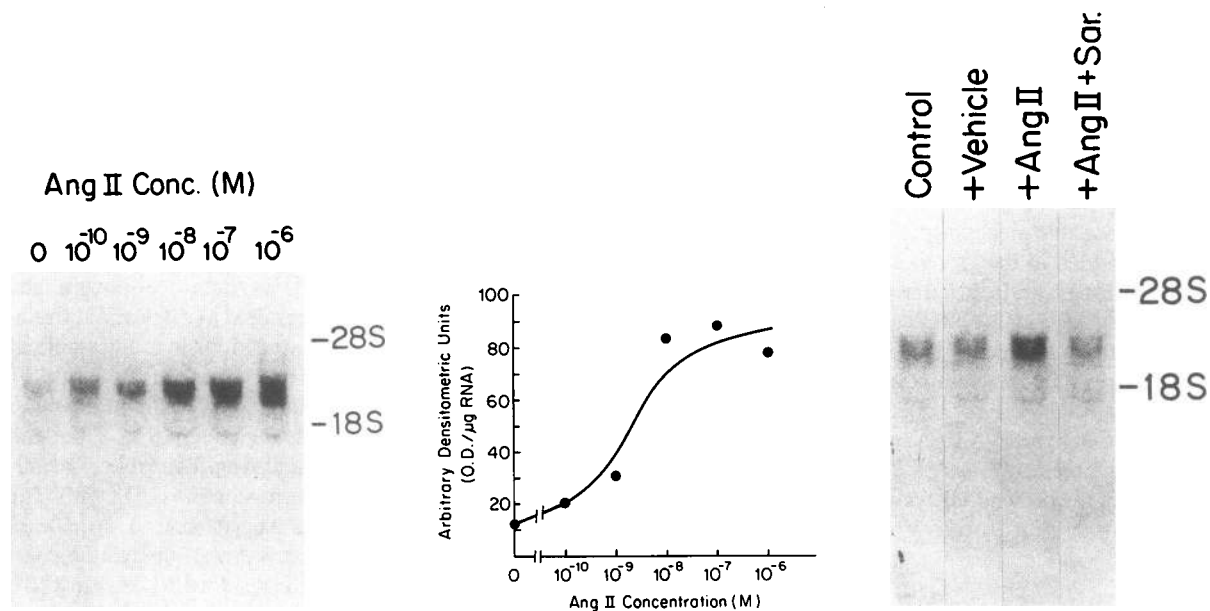 Ang II Conc. (M)
0 10⁻¹⁰ 10⁻⁹ 10⁻⁸ 10⁻⁷ 10⁻⁶
-28S
-18S
Arbitrary Densitometric Units
(O.D./µg RNA)
100
80
60
40
20
0 10⁻¹⁰ 10⁻⁹ 10⁻⁸ 10⁻⁷ 10⁻⁶
Ang II Concentration (M)
Control
+Vehicle
+Ang II
+Ang II+Sar.
-28S
-18S